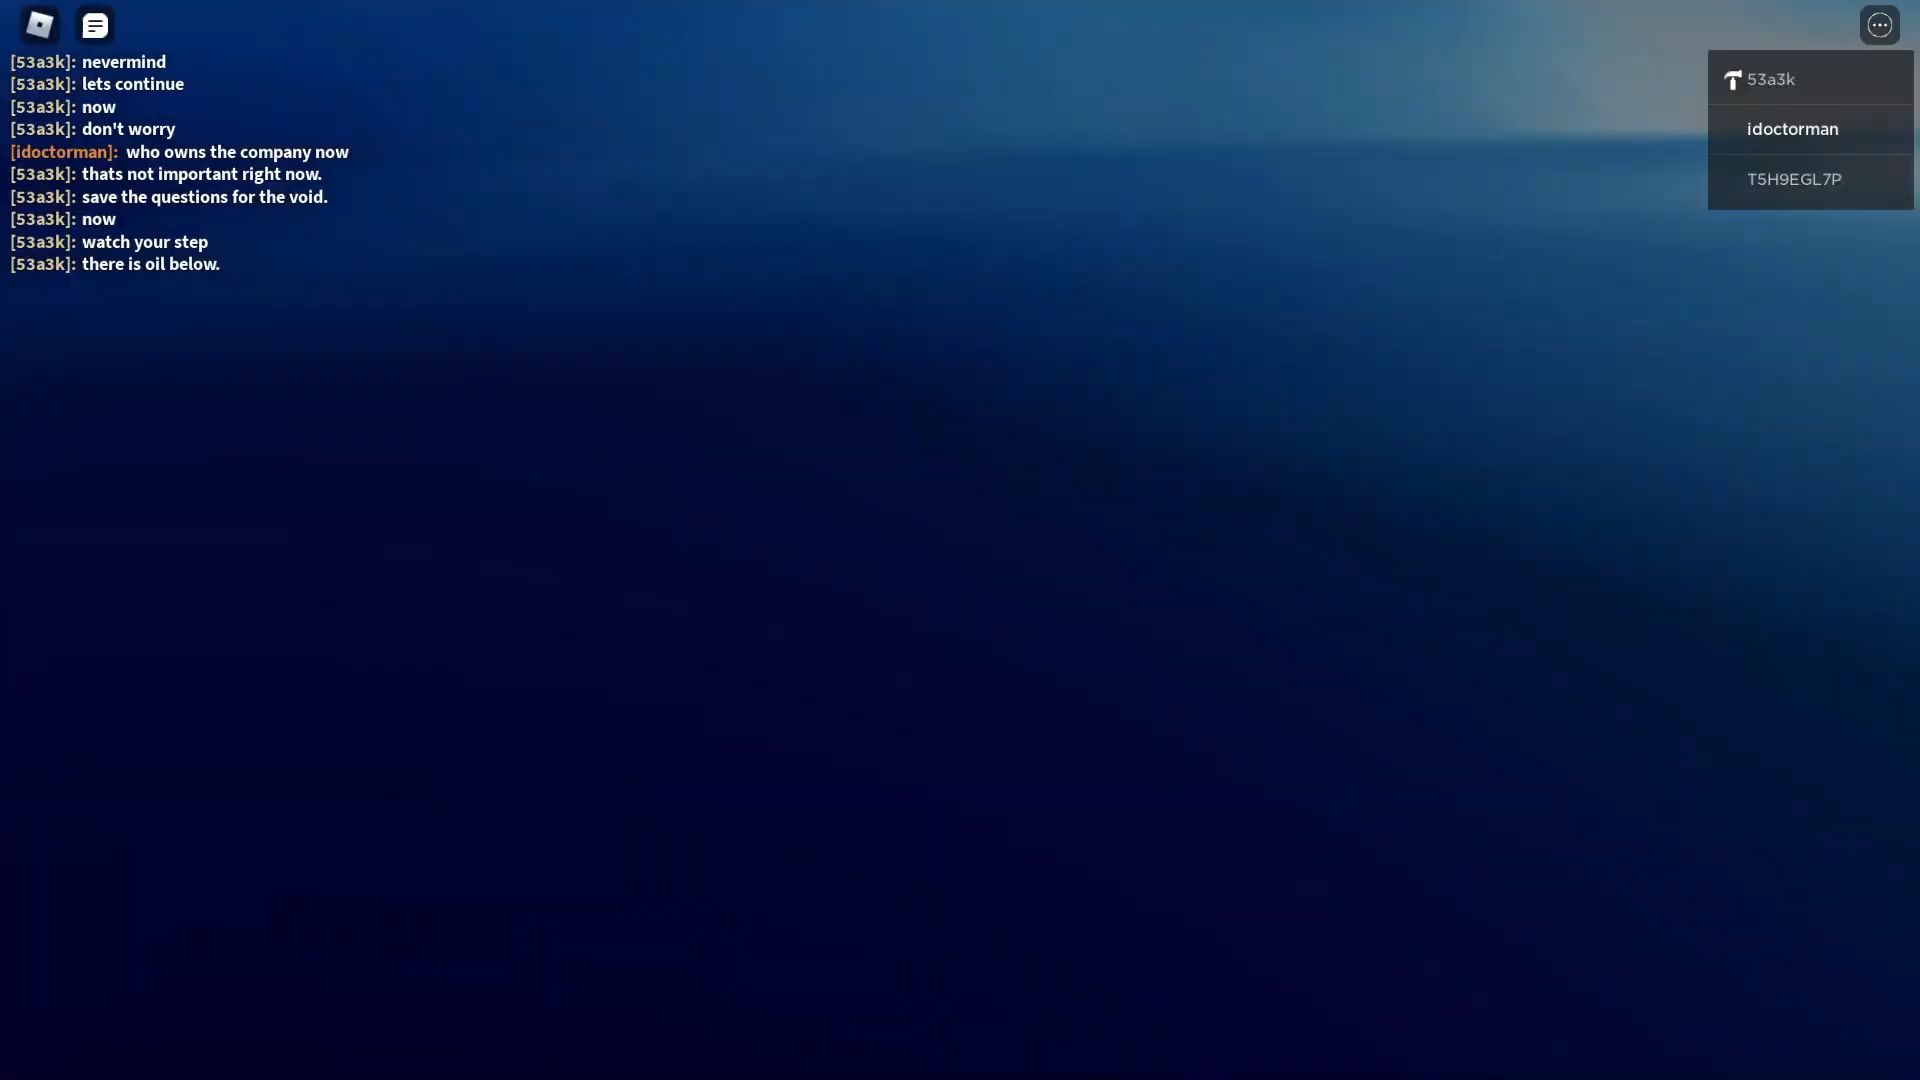 [53a3k]: nevermind
[53a3k]: lets continue
[53a3k]: now
[53a3k]: don't worry
[idoctorman]: who owns the company now
[53a3k]: thats not important right now.
[53a3k]: save the questions for the void.
[53a3k]: now
[53a3k]: watch your step
[53a3k]: there is oil below.
53a3k
idoctorman
T5H9EGL7P